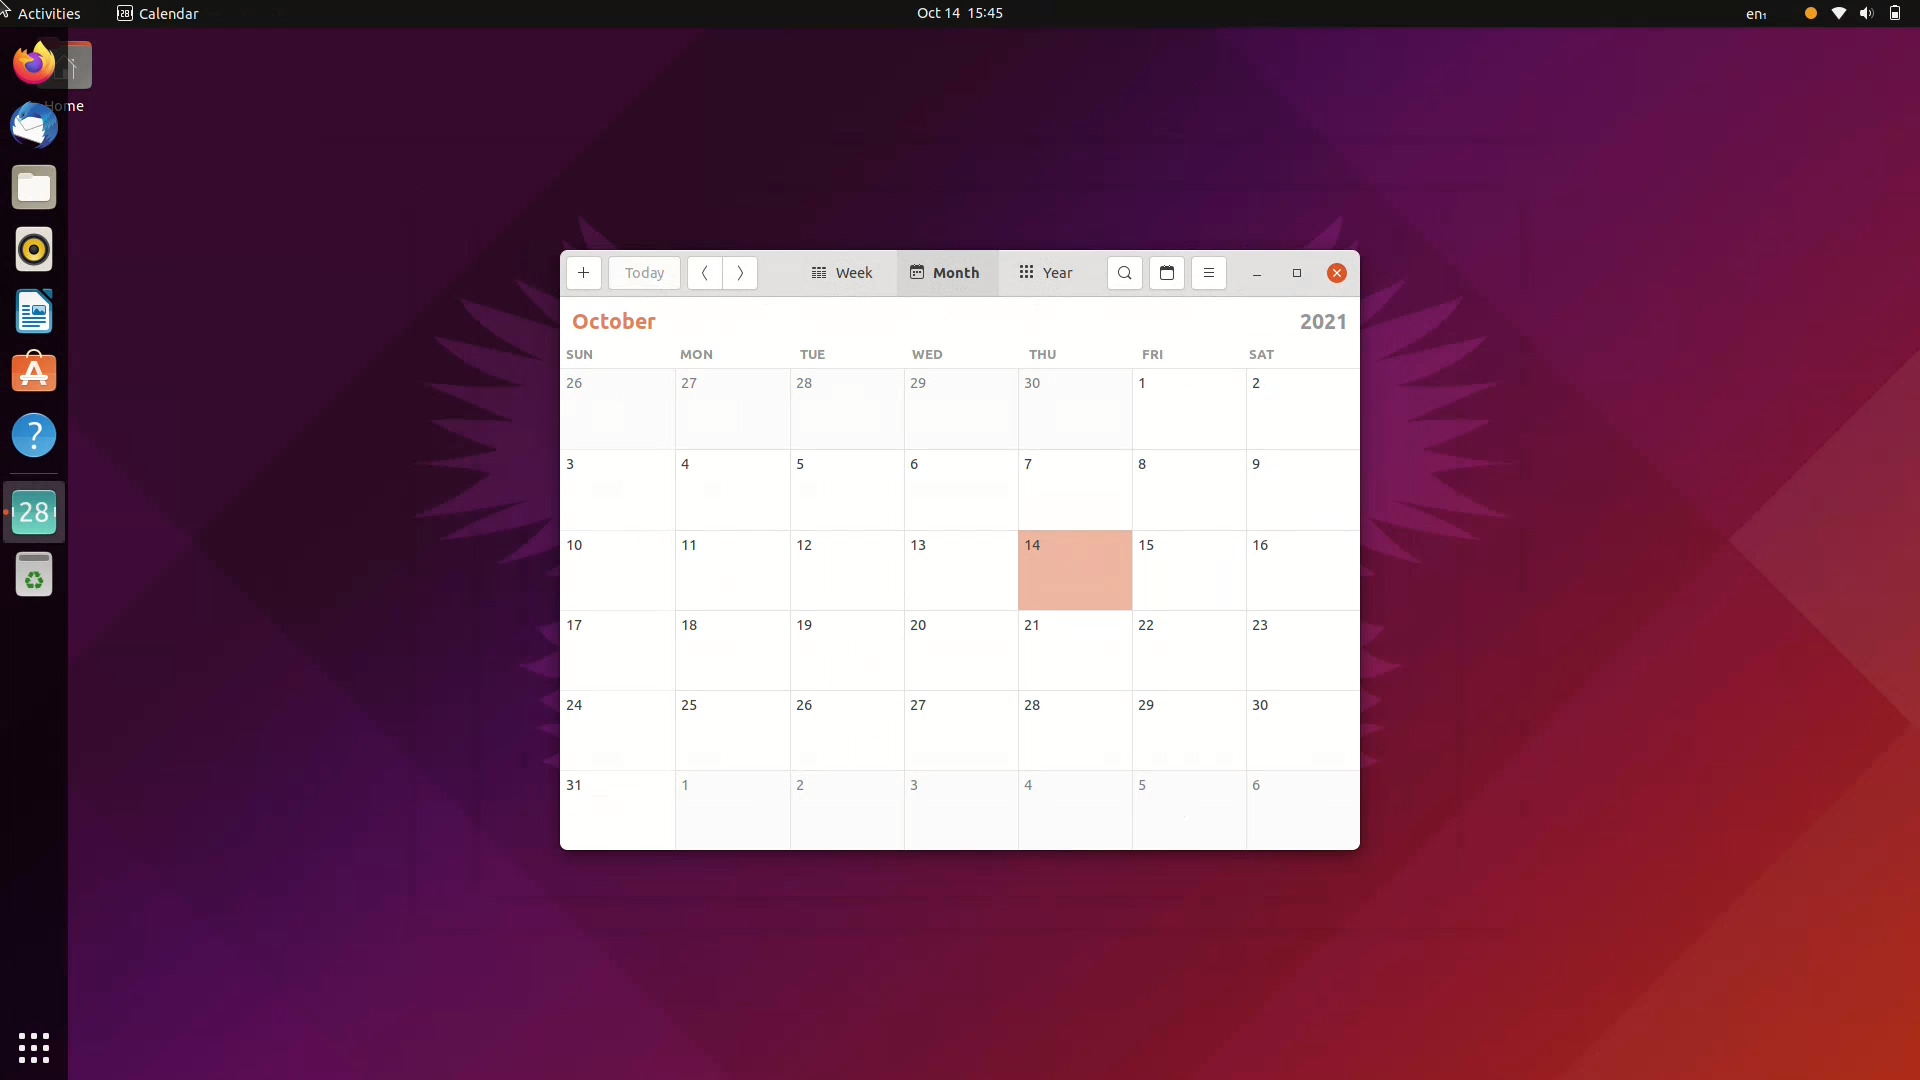 Activities Calendar Oct 14 15:45 en1
Home
28
Today Week Month Year
October 2021
SUN MON TUE WED THU FRI SAT
26 27 28 29 30 1 2
3 4 5 6 7 8 9
10 11 12 13 14 15 16
17 18 19 20 21 22 23
24 25 26 27 28 29 30
31 1 2 3 4 5 6